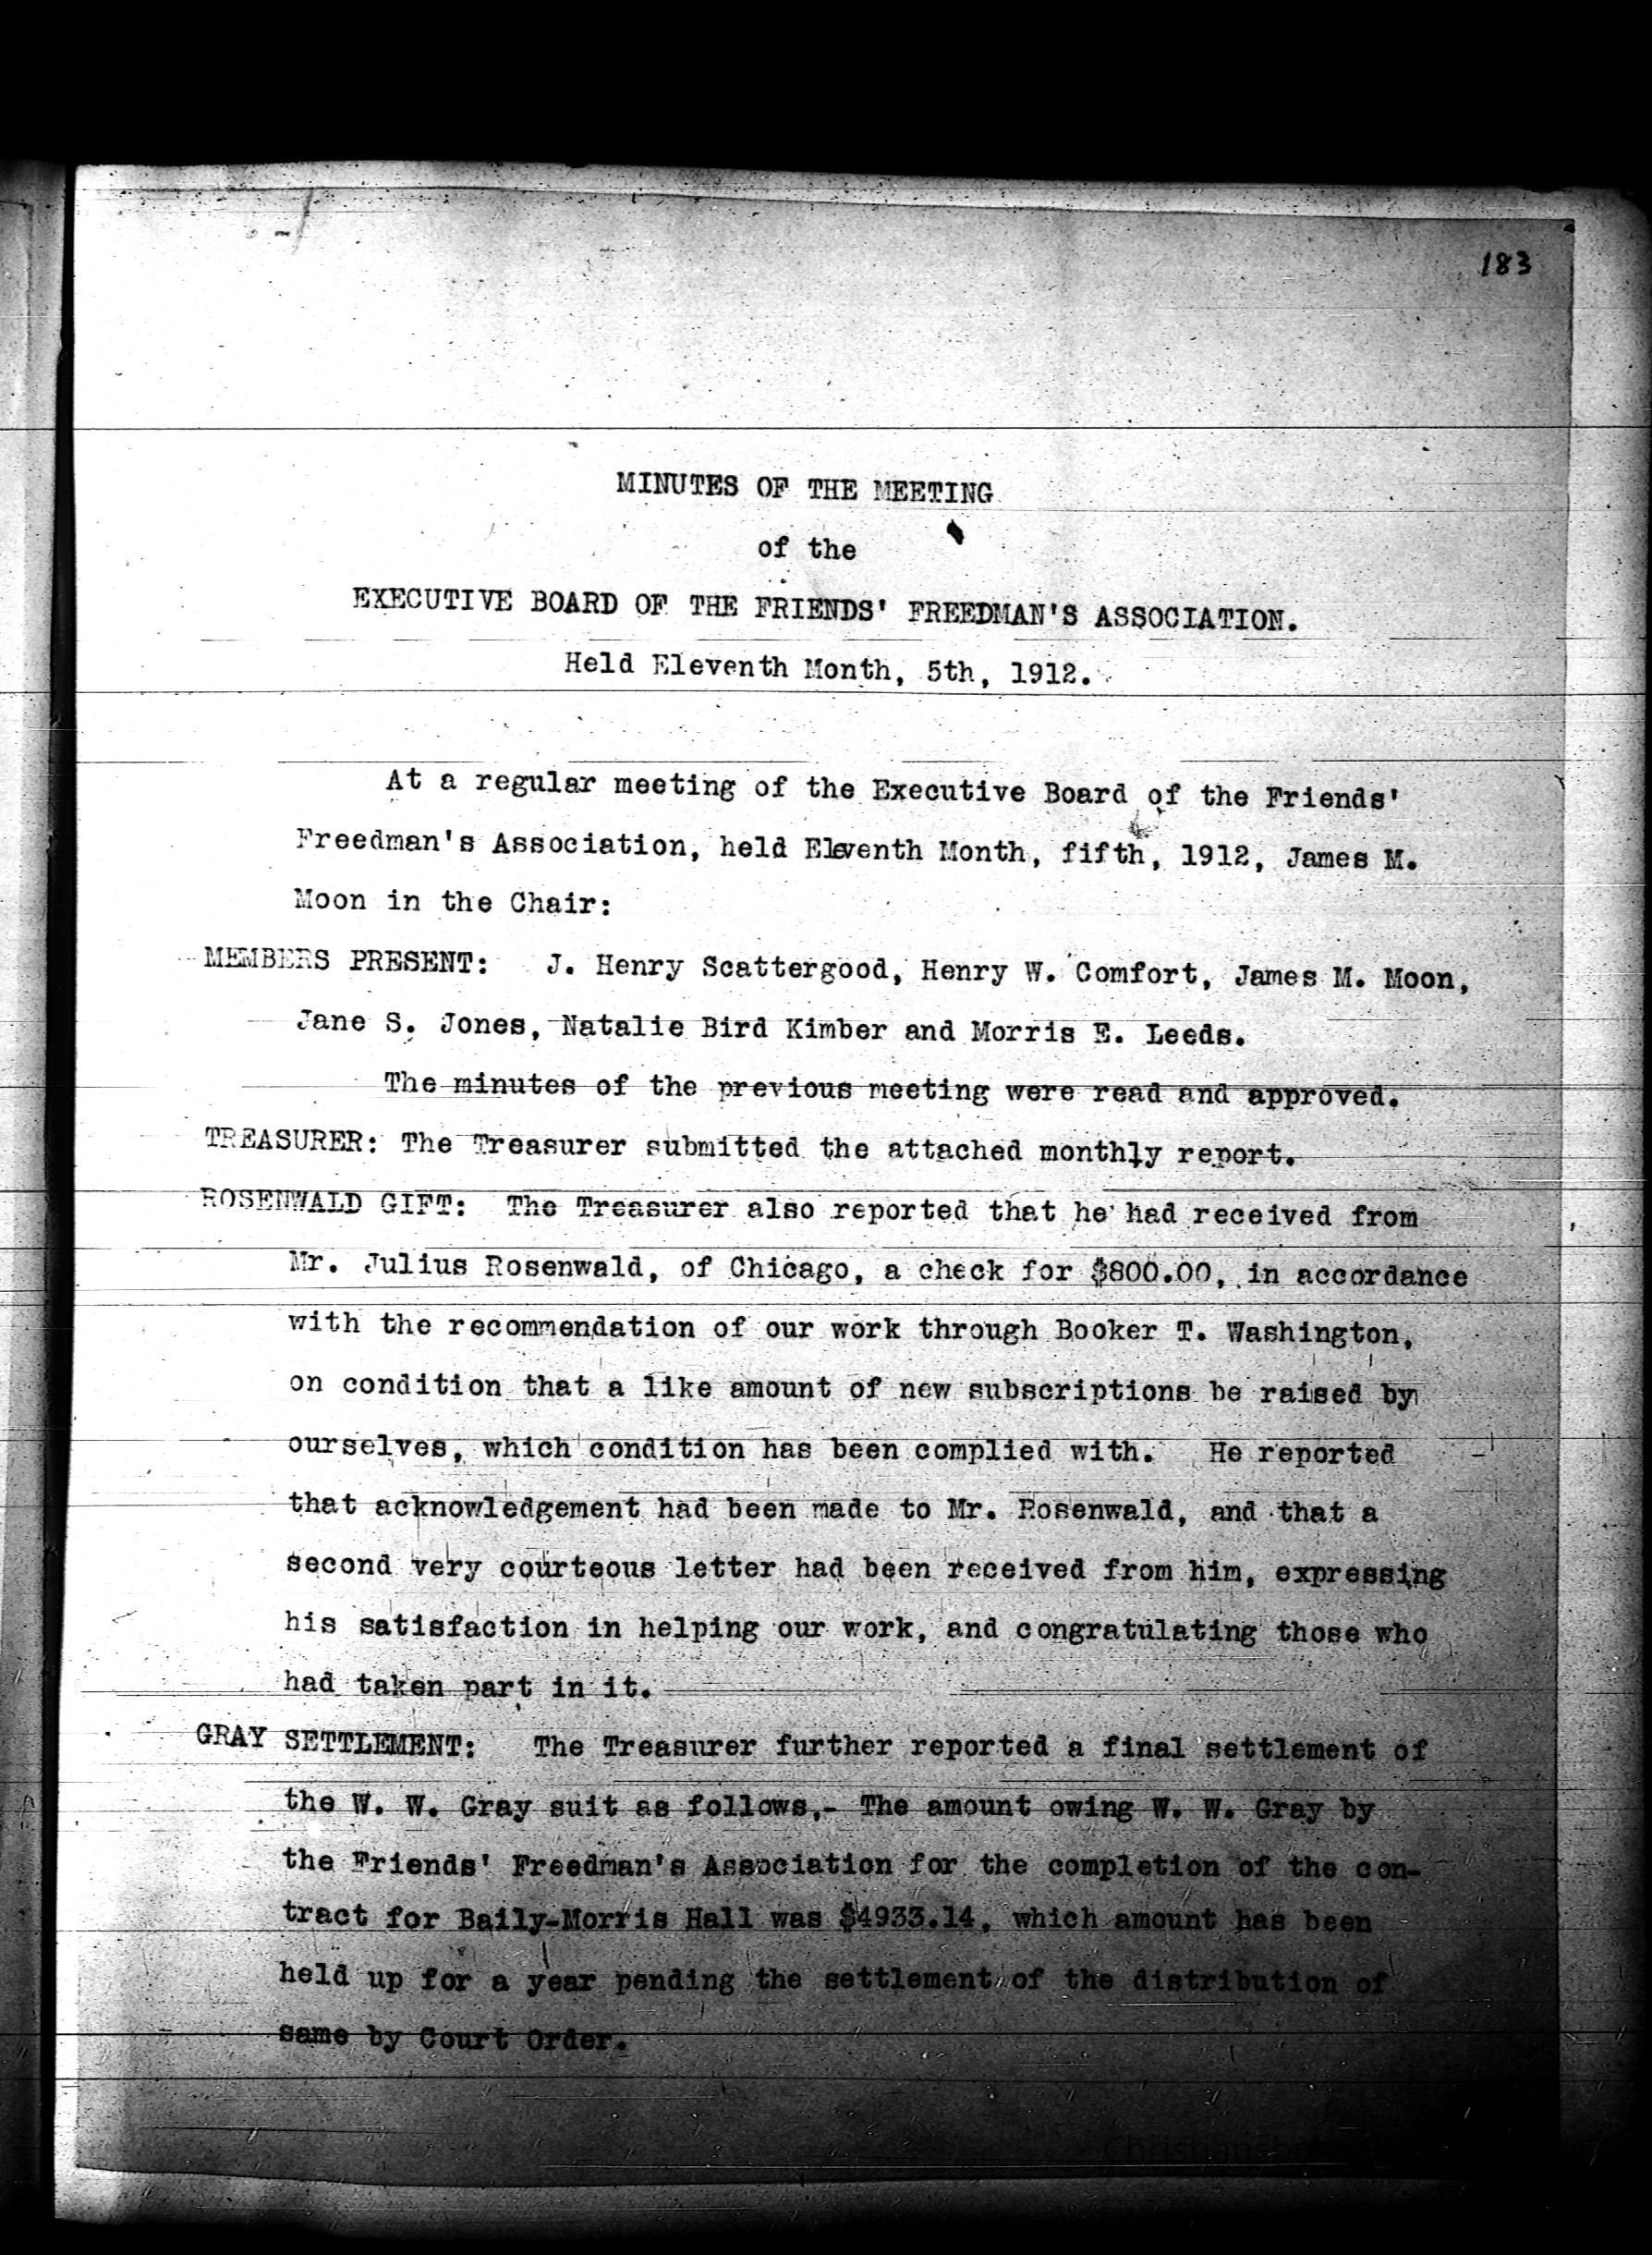 183
MINUTES OF THE MEETING
of the
EXECUTIVE BOARD OF THE FRIENDS' FREEDMAN'S ASSOCIATION.
Held Eleventh Month, 5th, 1912.
At a regular meeting of the Executive Board of the Friends'
Freedman's Association, held Eleventh Month, fifth, 1912, James M.
Moon in the Chair:
MEMBERS PRESENT: J. Henry Scattergood, Henry W. Comfort, James M. Moon,
Jane S. Jones, Natalie Bird Kimber and Morris E. Leeds.
The minutes of the previous meeting were read and approved.
TREASURER: The Treasurer submitted the attached monthly report.
ROSENWALD GIFT: The Treasurer also reported that he had received from
Mr. Julius Rosenwald, of Chicago, a check for $800.00, in accordance
with the recommendation of our work through Booker T. Washington,
on condition that a like amount of new subscriptions be raised by
ourselves, which condition has been complied with. He reported
that acknowledgement had been made to Mr. Rosenwald, and that a
second very courteous letter had been received from him, expressing
his satisfaction in helping our work, and congratulating those who
had taken part in it.
GRAY SETTLEMENT: The Treasurer further reported a final settlement of
the W. W. Gray suit as follows,- The amount owing W. W. Gray by
the Friends' Freedman's Association for the completion of the con-
tract for Baily-Morris Hall was $4933.14, which amount has been
held up for a year pending the settlement of the distribution of
same by Court Order.